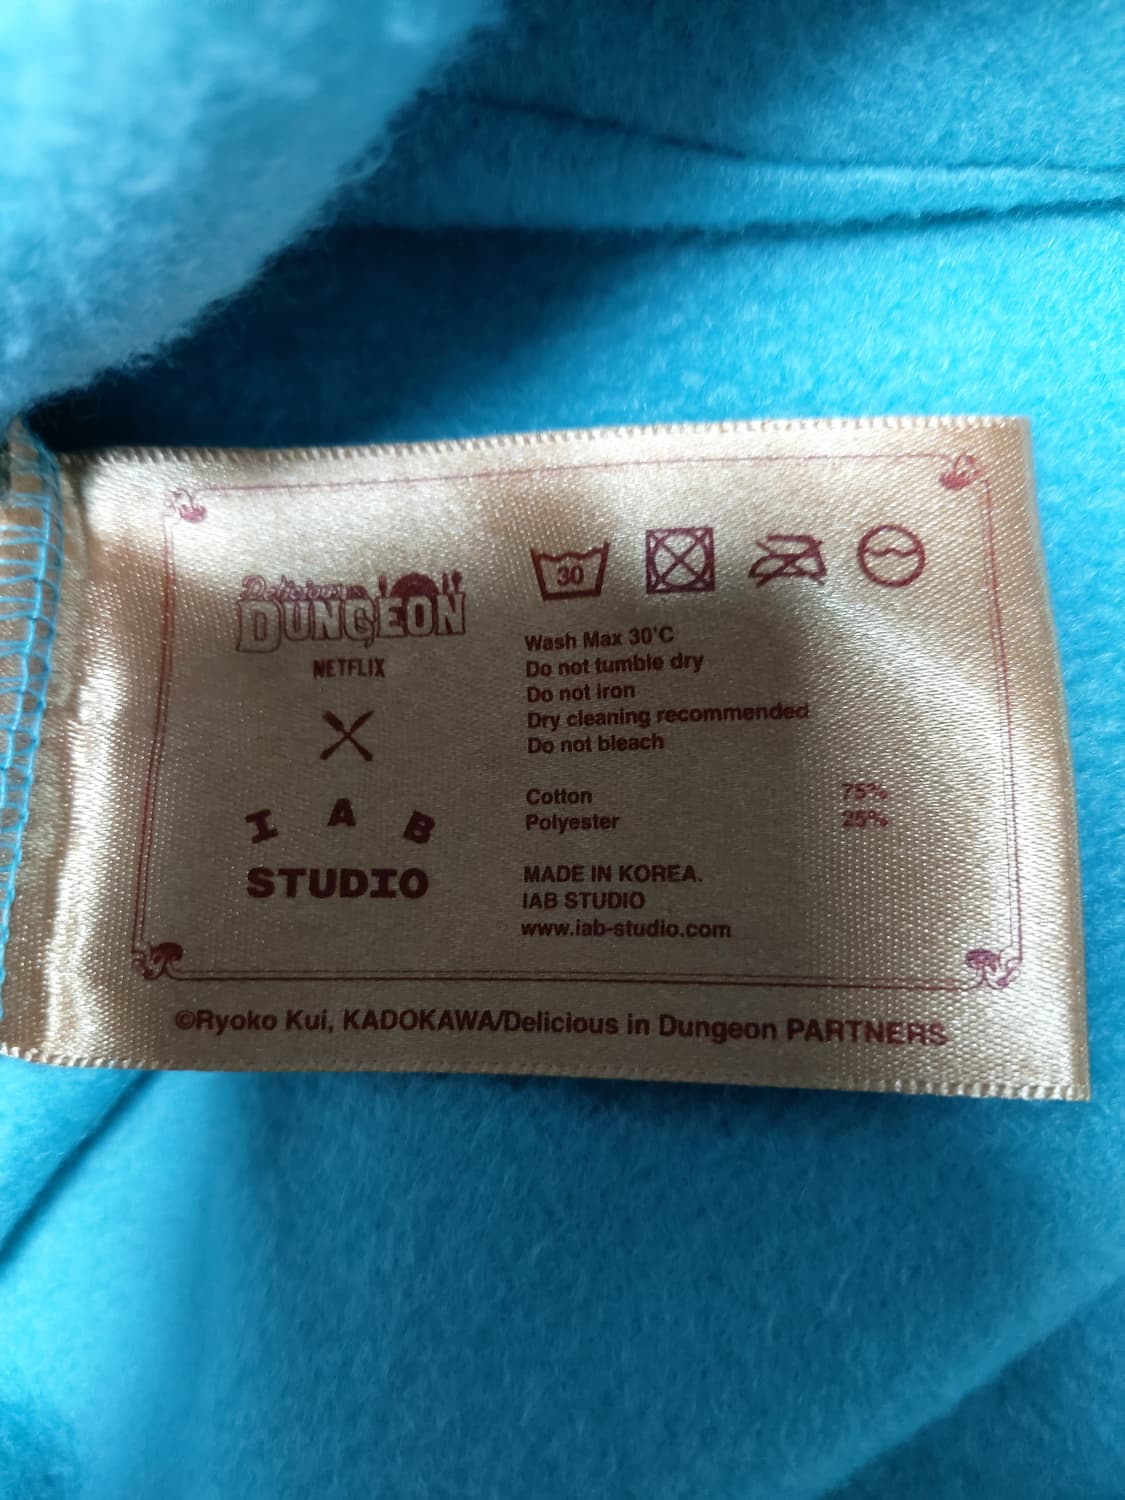 Delicious in
DUNGEON
NETFLIX
I A B
STUDIO
30
Wash Max 30°C
Do not tumble dry
Do not iron
Dry cleaning recommended
Do not bleach
Cotton 75%
Polyester 25%
MADE IN KOREA.
IAB STUDIO
www.iab-studio.com
©Ryoko Kui, KADOKAWA/Delicious in Dungeon PARTNERS